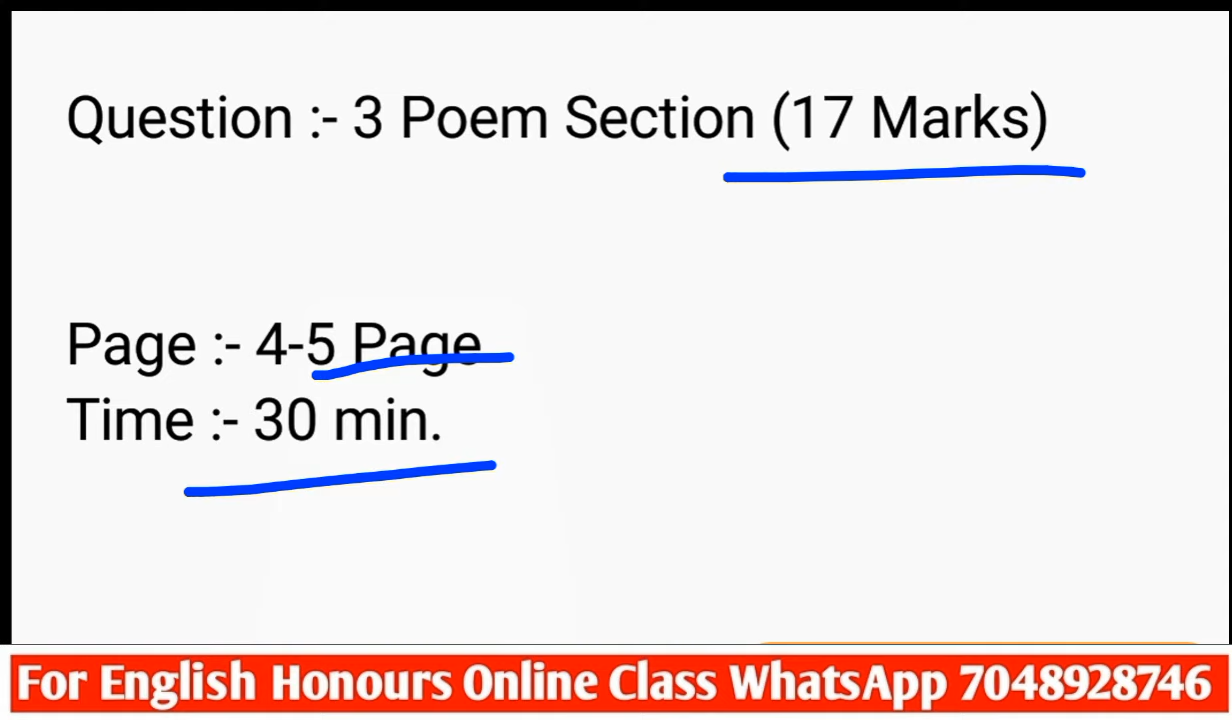 Question :- 3 Poem Section (17 Marks)
Page :- 4-5 Page
Time :- 30 min.
For English Honours Online Class WhatsApp 7048928746